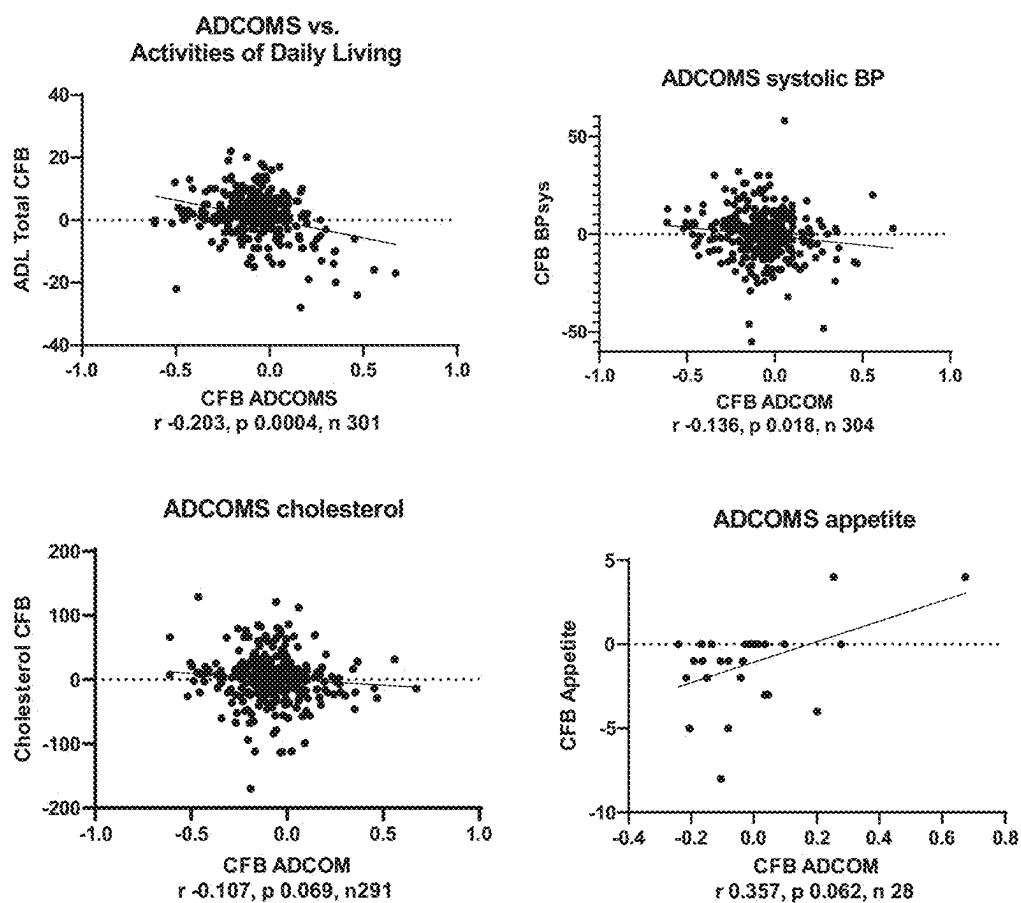 ADCOMS vs.
Activities of Daily Living
40
20
0
-20
-40
ADL Total CFB
-1.0 -0.5 0.0 0.5 1.0
CFB ADCOMS
r -0.203, p 0.0004, n 301
ADCOMS systolic BP
50
0
-50
CFB BPsys
-1.0 -0.5 0.0 0.5 1.0
CFB ADCOM
r -0.136, p 0.018, n 304
ADCOMS cholesterol
200
100
0
-100
-200
Cholesterol CFB
-1.0 -0.5 0.0 0.5 1.0
CFB ADCOM
r -0.107, p 0.069, n291
ADCOMS appetite
5
0
-5
-10
CFB Appetite
-0.4 -0.2 0.0 0.2 0.4 0.6 0.8
CFB ADCOM
r 0.357, p 0.062, n 28